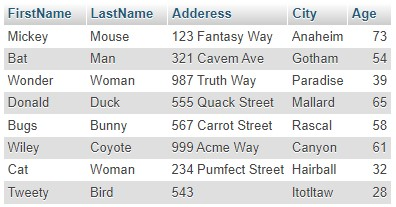 FirstName LastName Adderess City Age
Mickey Mouse 123 Fantasy Way Anaheim 73
Bat Man 321 Cavern Ave Gotham 54
Wonder Woman 987 Truth Way Paradise 39
Donald Duck 555 Quack Street Mallard 65
Bugs Bunny 567 Carrot Street Rascal 58
Wiley Coyote 999 Acme Way Canyon 61
Cat Woman 234 Purrfect Street Hairball 32
Tweety Bird 543 Itotltaw 28